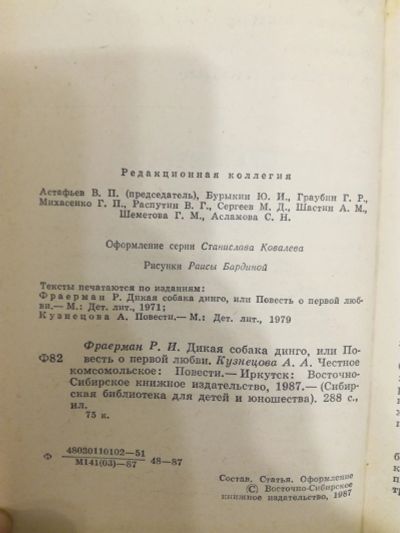 Редакционная коллегия
Астафьев В. П. (председатель), Бурыкин Ю. И., Граубин Г. Р.,
Михасенко Г. П., Распутин В. Г., Сергеев М. Д., Шастин А. М.,
Шеметова Г. М., Асламова С. Н.
Оформление серии Станислова Ковалева
Рисунки Раисы Бардиной
Тексты печатаются по изданиям:
Фраерман Р. Дикая собака динго, или Повесть о первой люб-
ви.— М.: Дет. лит., 1971;
Кузнецова А. Повести.— М.: Дет. лит., 1979
Фраерман Р. И. Дикая собака динго, или По-
Ф82 весть о первой любви. Кузнецова А. А. Честное
комсомольское: Повести.— Иркутск: Восточно-
Сибирское книжное издательство, 1987.— (Сибир-
ская библиотека для детей и юношества). 288 с.,
ил.
75 к.
Ф 48030110102—51 48—87
М141(03)—87
Состав. Статья. Оформление
© Восточно-Сибирское
книжное издательство, 1987